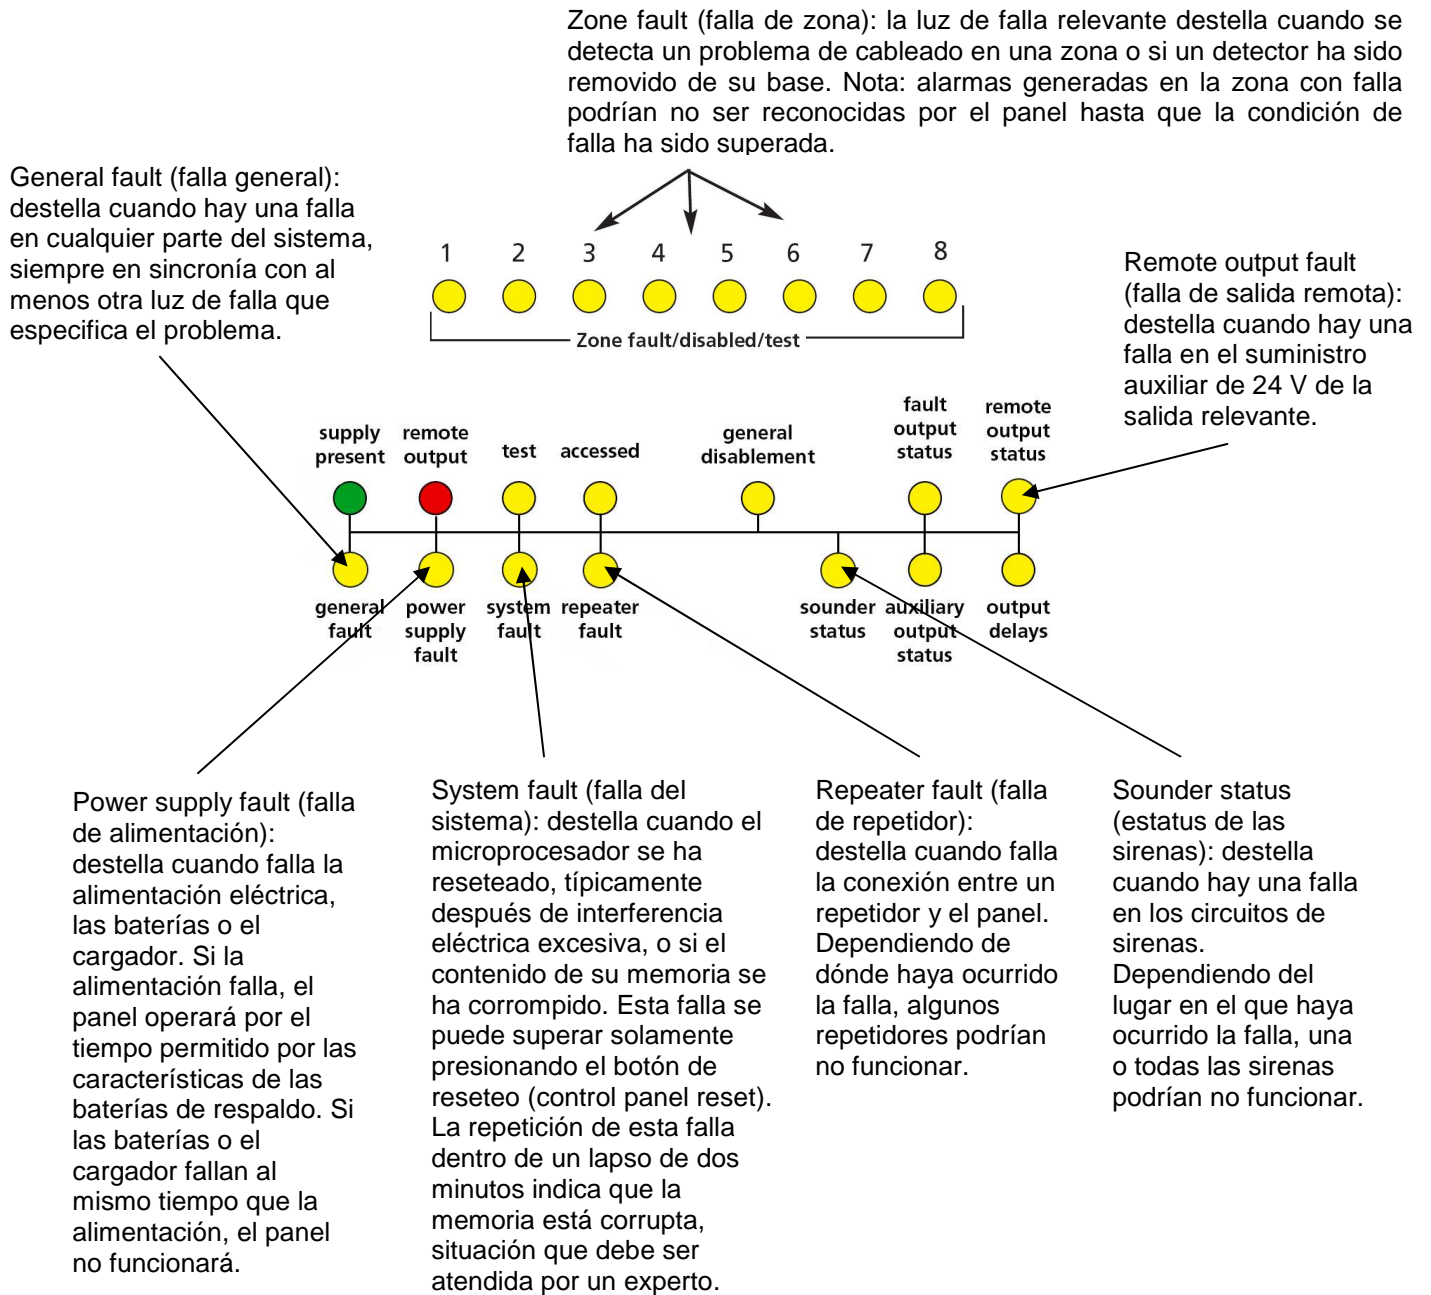 Zone fault (falla de zona): la luz de falla relevante destella cuando se
detecta un problema de cableado en una zona o si un detector ha sido
removido de su base. Nota: alarmas generadas en la zona con falla
podrían no ser reconocidas por el panel hasta que la condición de
falla ha sido superada.
General fault (falla general):
destella cuando hay una falla
en cualquier parte del sistema,
siempre en sincronía con al
menos otra luz de falla que
especifica el problema.
1 2 3 4 5 6 7 8
Zone fault/disabled/test
Remote output fault
(falla de salida remota):
destella cuando hay una
falla en el suministro
auxiliar de 24 V de la
salida relevante.
supply
present
remote
output
test
accessed
general
disablement
fault
output
status
remote
output
status
general
fault
power
supply
fault
system
fault
repeater
fault
sounder
status
auxiliary
output
status
output
delays
Power supply fault (falla
de alimentación):
destella cuando falla la
alimentación eléctrica,
las baterías o el
cargador. Si la
alimentación falla, el
panel operará por el
tiempo permitido por las
características de las
baterías de respaldo. Si
las baterías o el
cargador fallan al
mismo tiempo que la
alimentación, el panel
no funcionará.
System fault (falla del
sistema): destella cuando el
microprocesador se ha
reseteado, típicamente
después de interferencia
eléctrica excesiva, o si el
contenido de su memoria se
ha corrompido. Esta falla se
puede superar solamente
presionando el botón de
reseteo (control panel reset).
La repetición de esta falla
dentro de un lapso de dos
minutos indica que la
memoria está corrupta,
situación que debe ser
atendida por un experto.
Repeater fault (falla
de repetidor):
destella cuando falla
la conexión entre un
repetidor y el panel.
Dependiendo de
dónde haya ocurrido
la falla, algunos
repetidores podrían
no funcionar.
Sounder status
(estatus de las
sirenas): destella
cuando hay una falla
en los circuitos de
sirenas.
Dependiendo del
lugar en el que haya
ocurrido la falla, una
o todas las sirenas
podrían no funcionar.